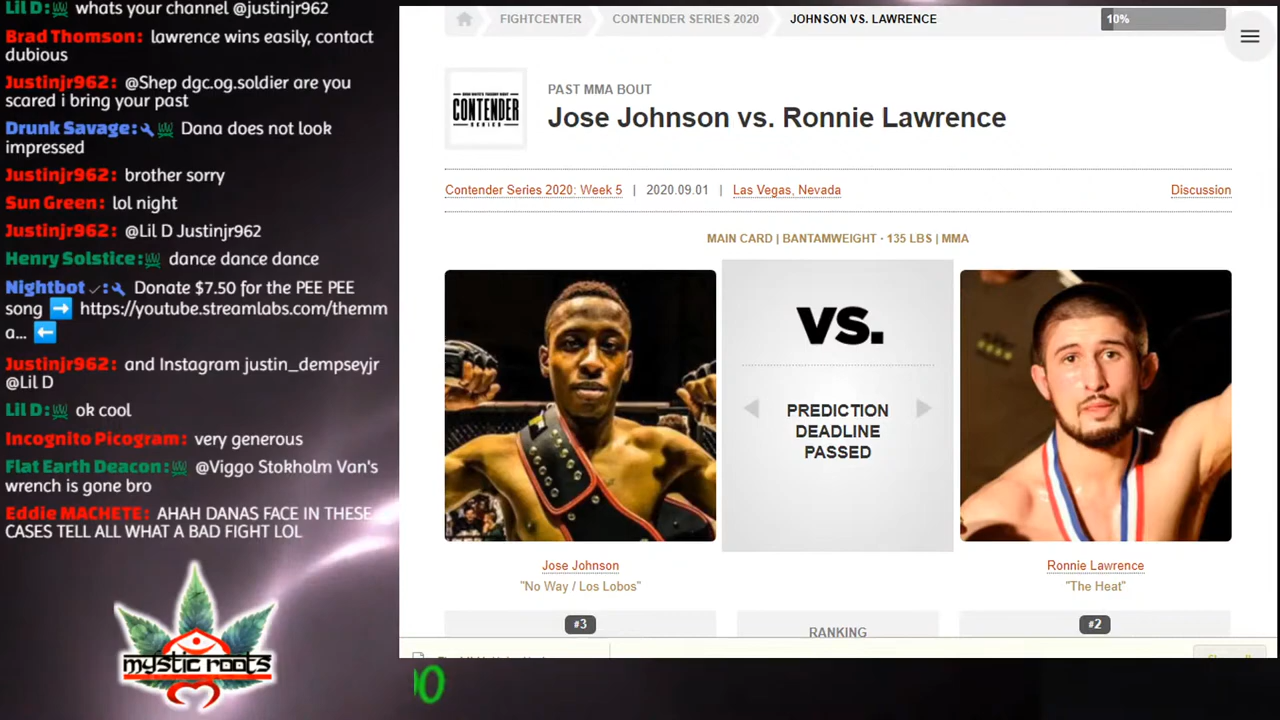 Lil D: whats your channel @justinjr962
Brad Thomson: lawrence wins easily, contact
dubious
Justinjr962: @Shep dgc.og.soldier are you
scared i bring your past
Drunk Savage: Dana does not look
impressed
Justinjr962: brother sorry
Sun Green: lol night
Justinjr962: @Lil D Justinjr962
Henry Solstice: dance dance dance
Nightbot ✓: Donate $7.50 for the PEE PEE
song ➡ https://youtube.streamlabs.com/themm
a... ⬅
Justinjr962: and Instagram justin_dempseyjr
@Lil D
Lil D: ok cool
Incognito Picogram: very generous
Flat Earth Deacon: @Viggo Stokholm Van's
wrench is gone bro
Eddie MACHETE: AHAH DANAS FACE IN THESE
CASES TELL ALL WHAT A BAD FIGHT LOL
mystic roots
FIGHTCENTER CONTENDER SERIES 2020 JOHNSON VS. LAWRENCE
10%
CONTENDER
SERIES
PAST MMA BOUT
Jose Johnson vs. Ronnie Lawrence
Contender Series 2020: Week 5 | 2020.09.01 | Las Vegas, Nevada
Discussion
MAIN CARD | BANTAMWEIGHT · 135 LBS | MMA
VS.
PREDICTION
DEADLINE
PASSED
Jose Johnson
"No Way / Los Lobos"
Ronnie Lawrence
"The Heat"
#3
RANKING
#2